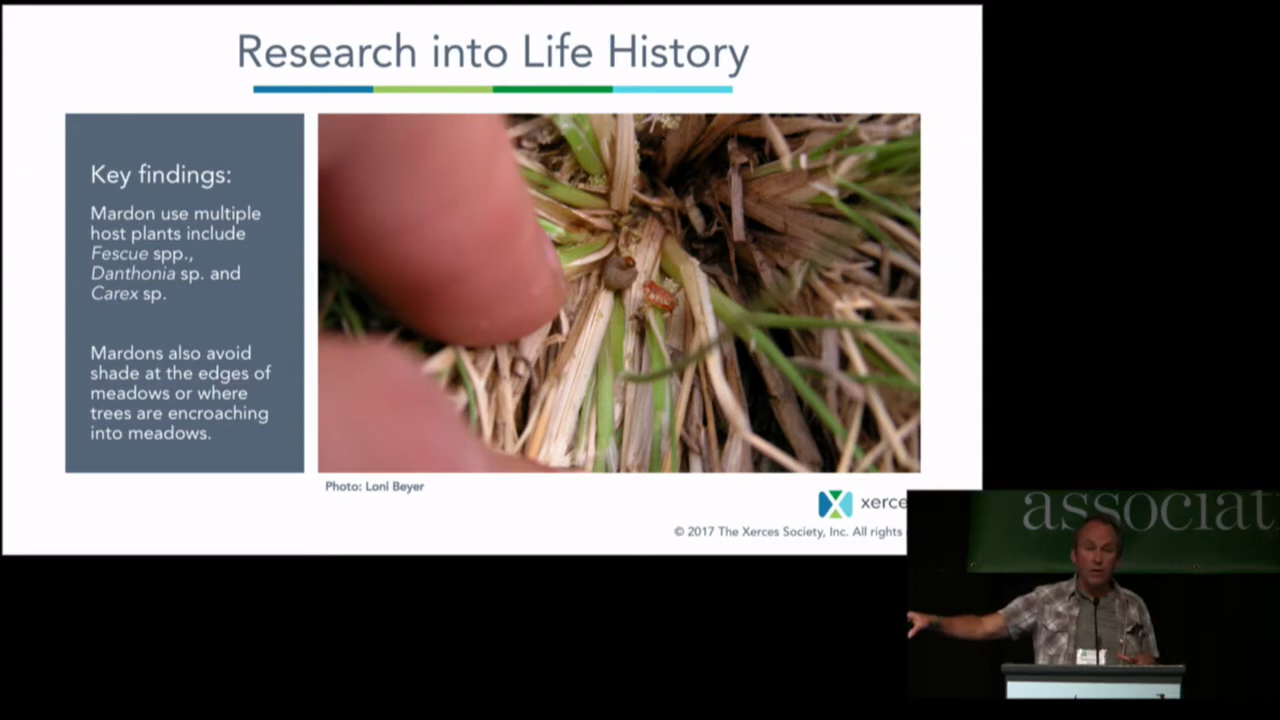 Research into Life History
Key findings:
Mardon use multiple
host plants include
Fescue spp.,
Danthonia sp. and
Carex sp.
Mardons also avoid
shade at the edges of
meadows or where
trees are encroaching
into meadows.
Photo: Loni Beyer
xerce
© 2017 The Xerces Society, Inc. All rights
associat